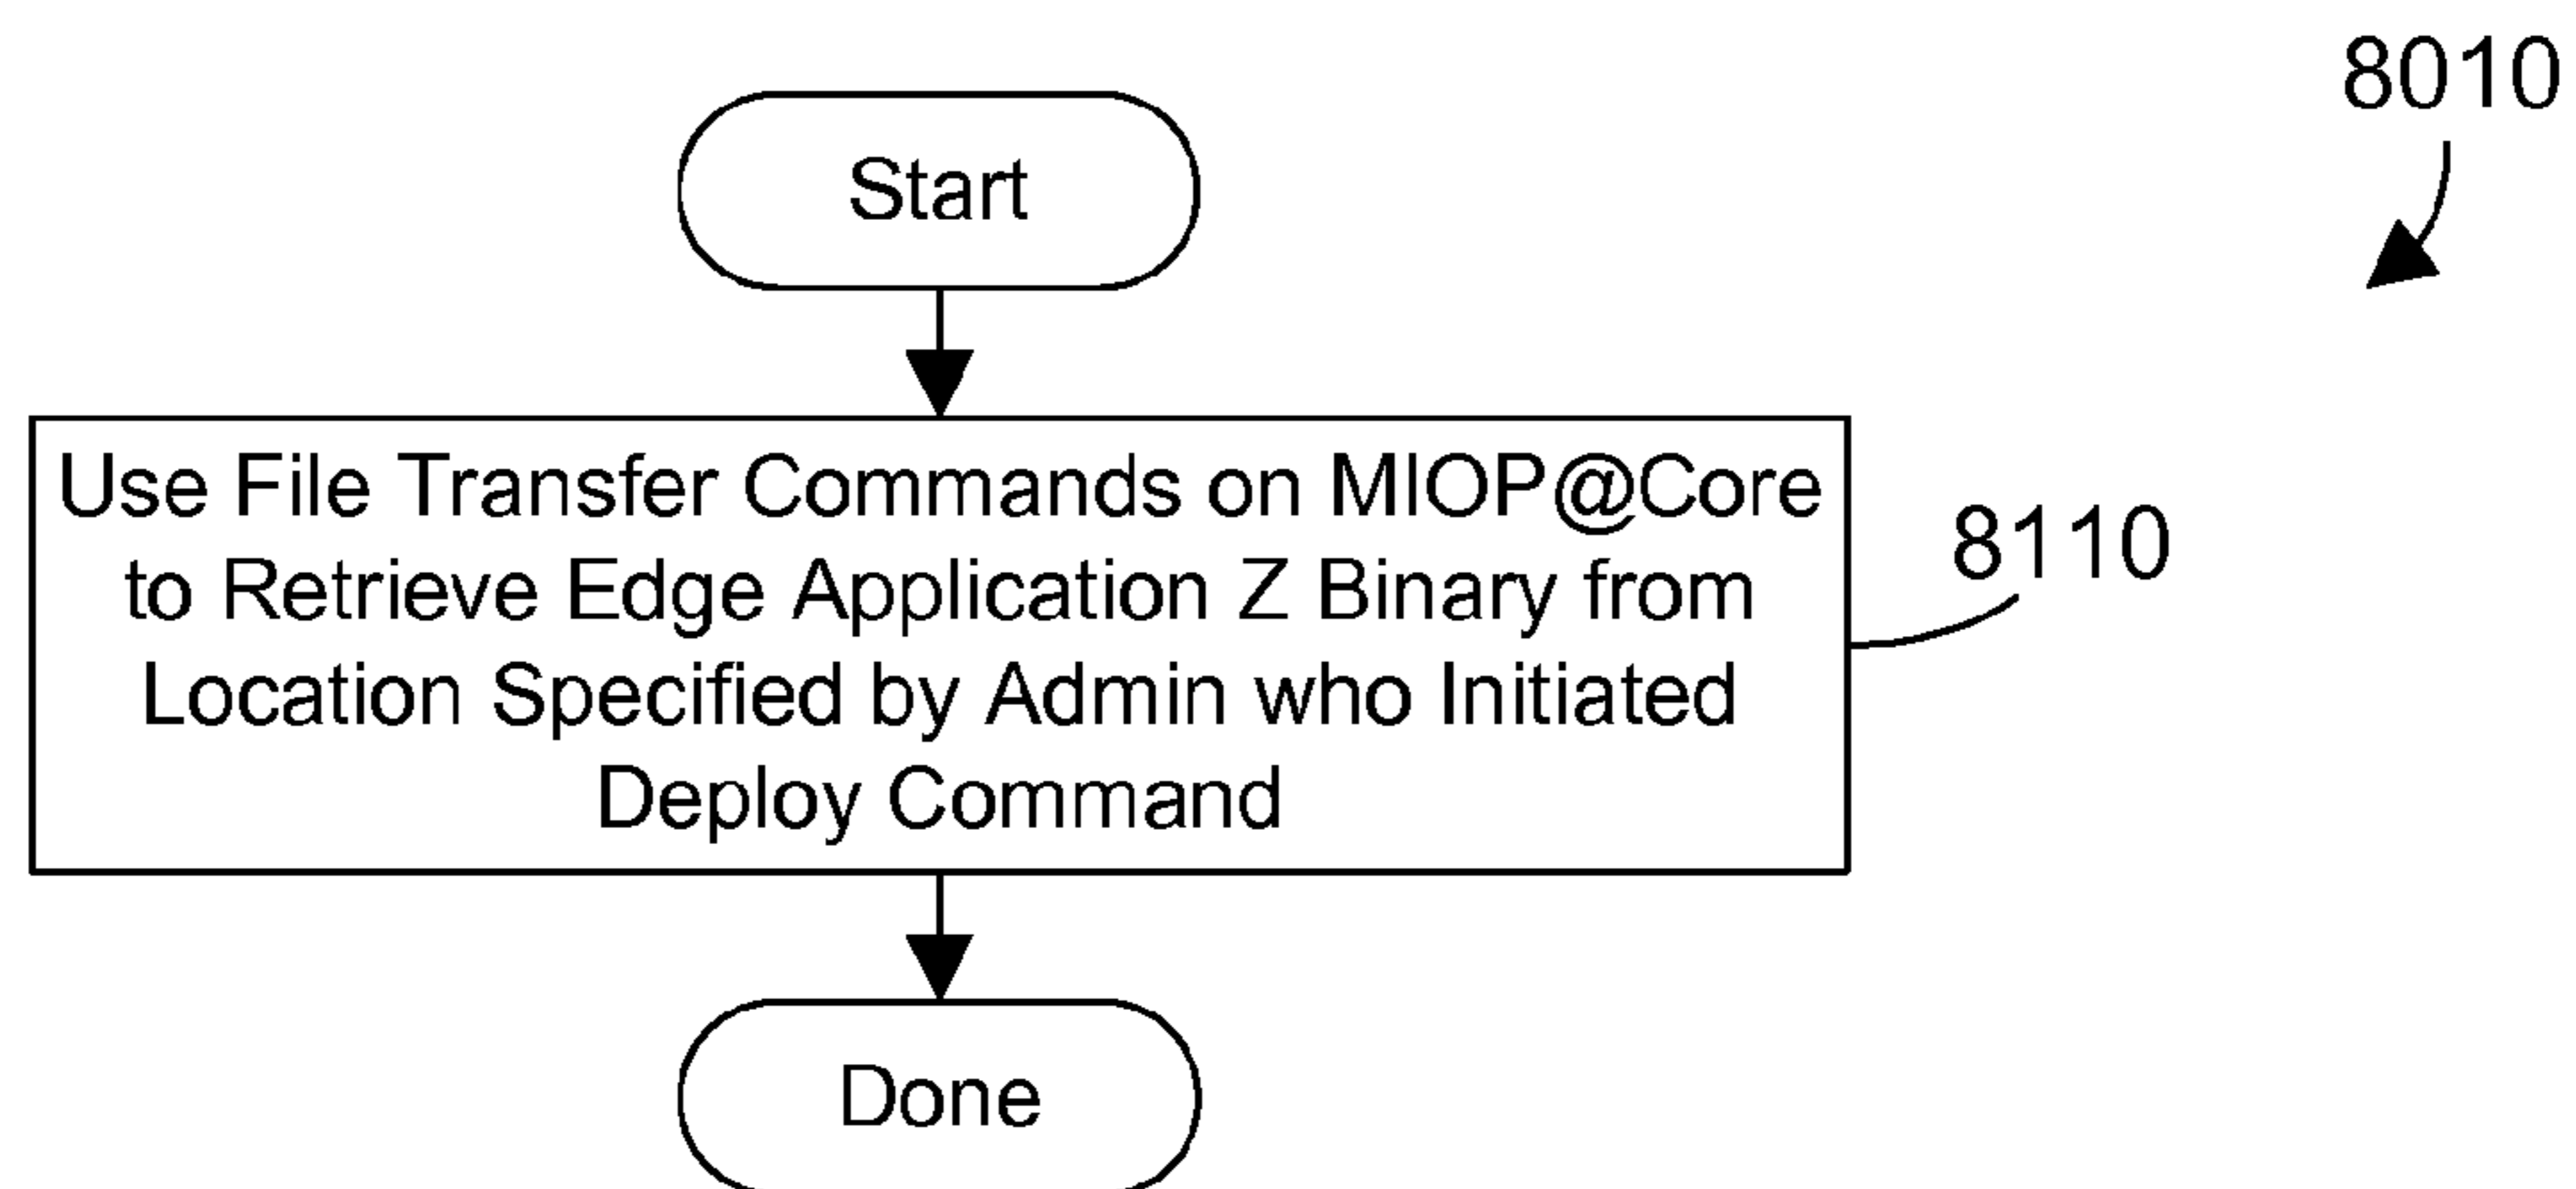 8010
Start
Use File Transfer Commands on MIOP@Core
to Retrieve Edge Application Z Binary from
Location Specified by Admin who Initiated
Deploy Command
8110
Done